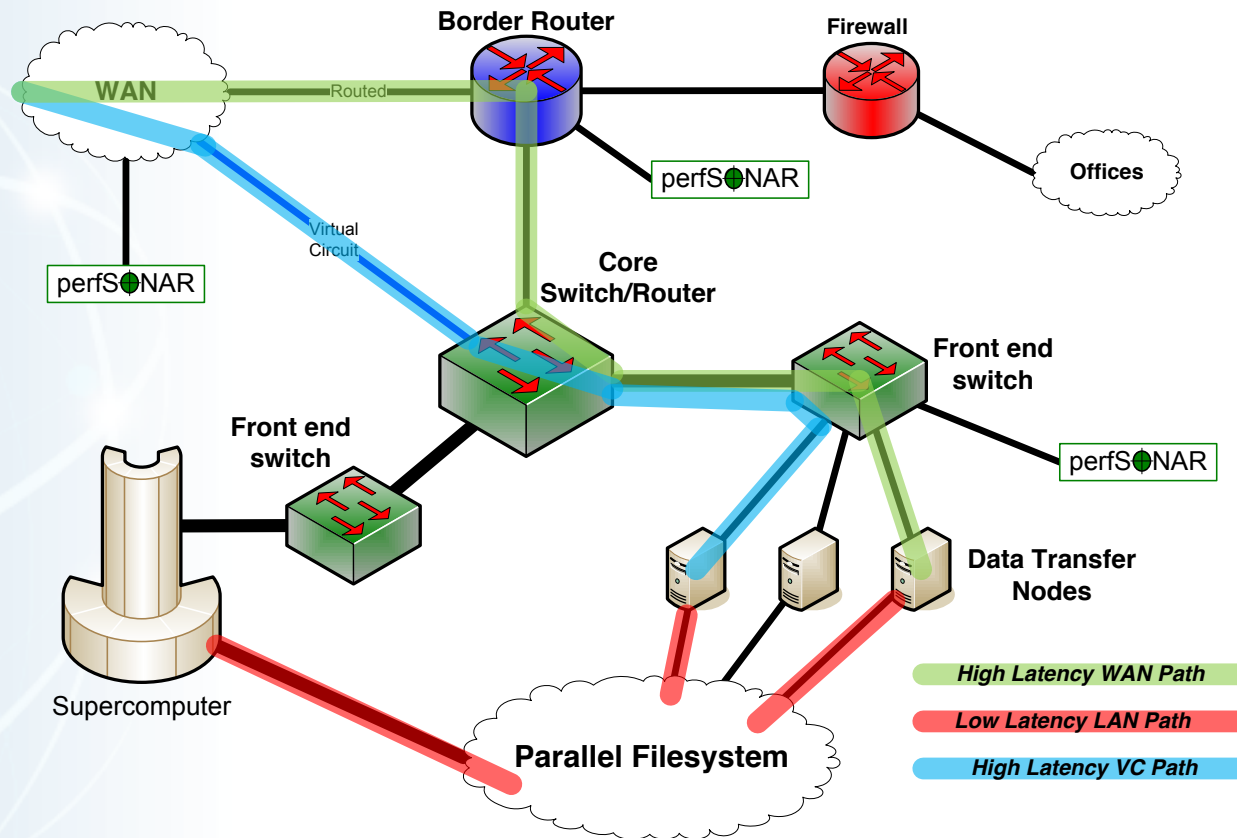 Border Router
Firewall
WAN
Routed
perfSONAR
Offices
Virtual
Circuit
perfSONAR
Core
Switch/Router
Front end
switch
Front end
switch
perfSONAR
Data Transfer
Nodes
Supercomputer
High Latency WAN Path
Low Latency LAN Path
Parallel Filesystem
High Latency VC Path